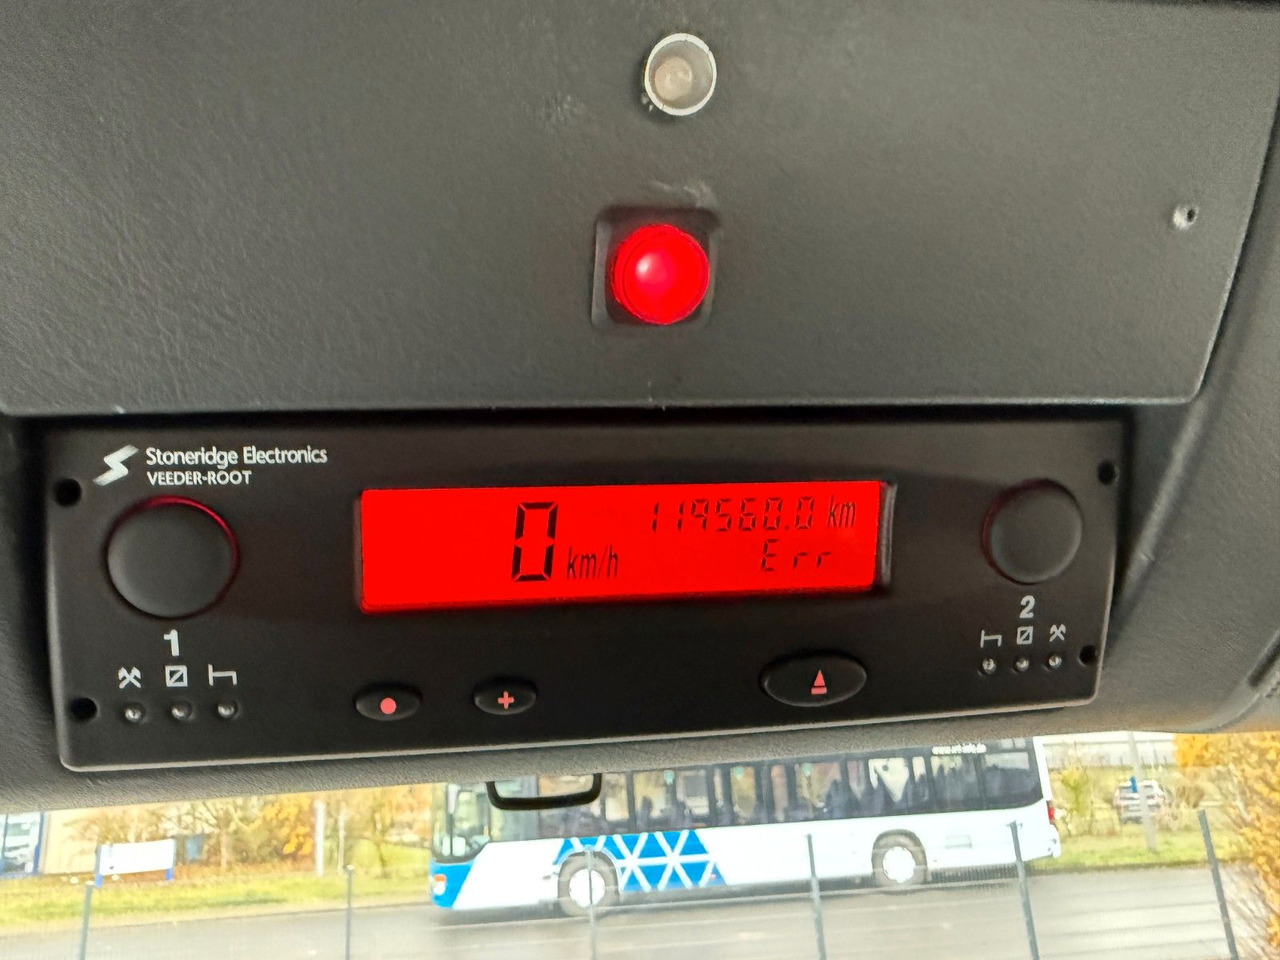 Stoneridge Electronics
VEEDER-ROOT
0 km/h
119560.0 km
Err
1
2